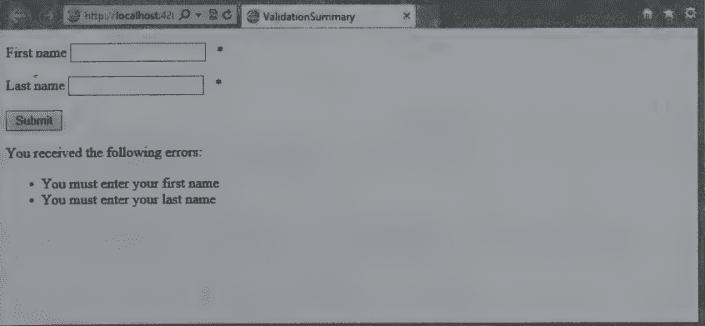 http://localhost:42 ValidationSummary ×
First name *
Last name *
Submit
You received the following errors:
• You must enter your first name
• You must enter your last name